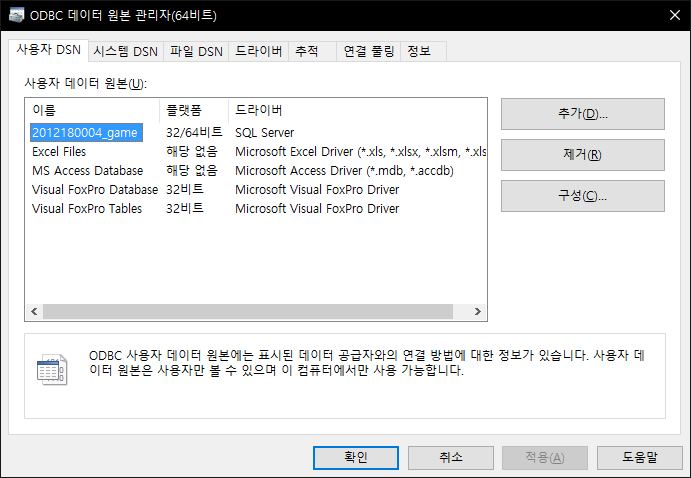 ODBC 데이터 원본 관리자(64비트)
사용자 DSN 시스템 DSN 파일 DSN 드라이버 추적 연결 풀링 정보
사용자 데이터 원본(U):
이름 플랫폼 드라이버
2012180004_game 32/64비트 SQL Server
Excel Files 해당 없음 Microsoft Excel Driver (*.xls, *.xlsx, *.xlsm, *.xls
MS Access Database 해당 없음 Microsoft Access Driver (*.mdb, *.accdb)
Visual FoxPro Database 32비트 Microsoft Visual FoxPro Driver
Visual FoxPro Tables 32비트 Microsoft Visual FoxPro Driver
추가(D)...
제거(R)
구성(C)...
ODBC 사용자 데이터 원본에는 표시된 데이터 공급자와의 연결 방법에 대한 정보가 있습니다. 사용자 데
이터 원본은 사용자만 볼 수 있으며 이 컴퓨터에서만 사용 가능합니다.
확인 취소 적용(A) 도움말